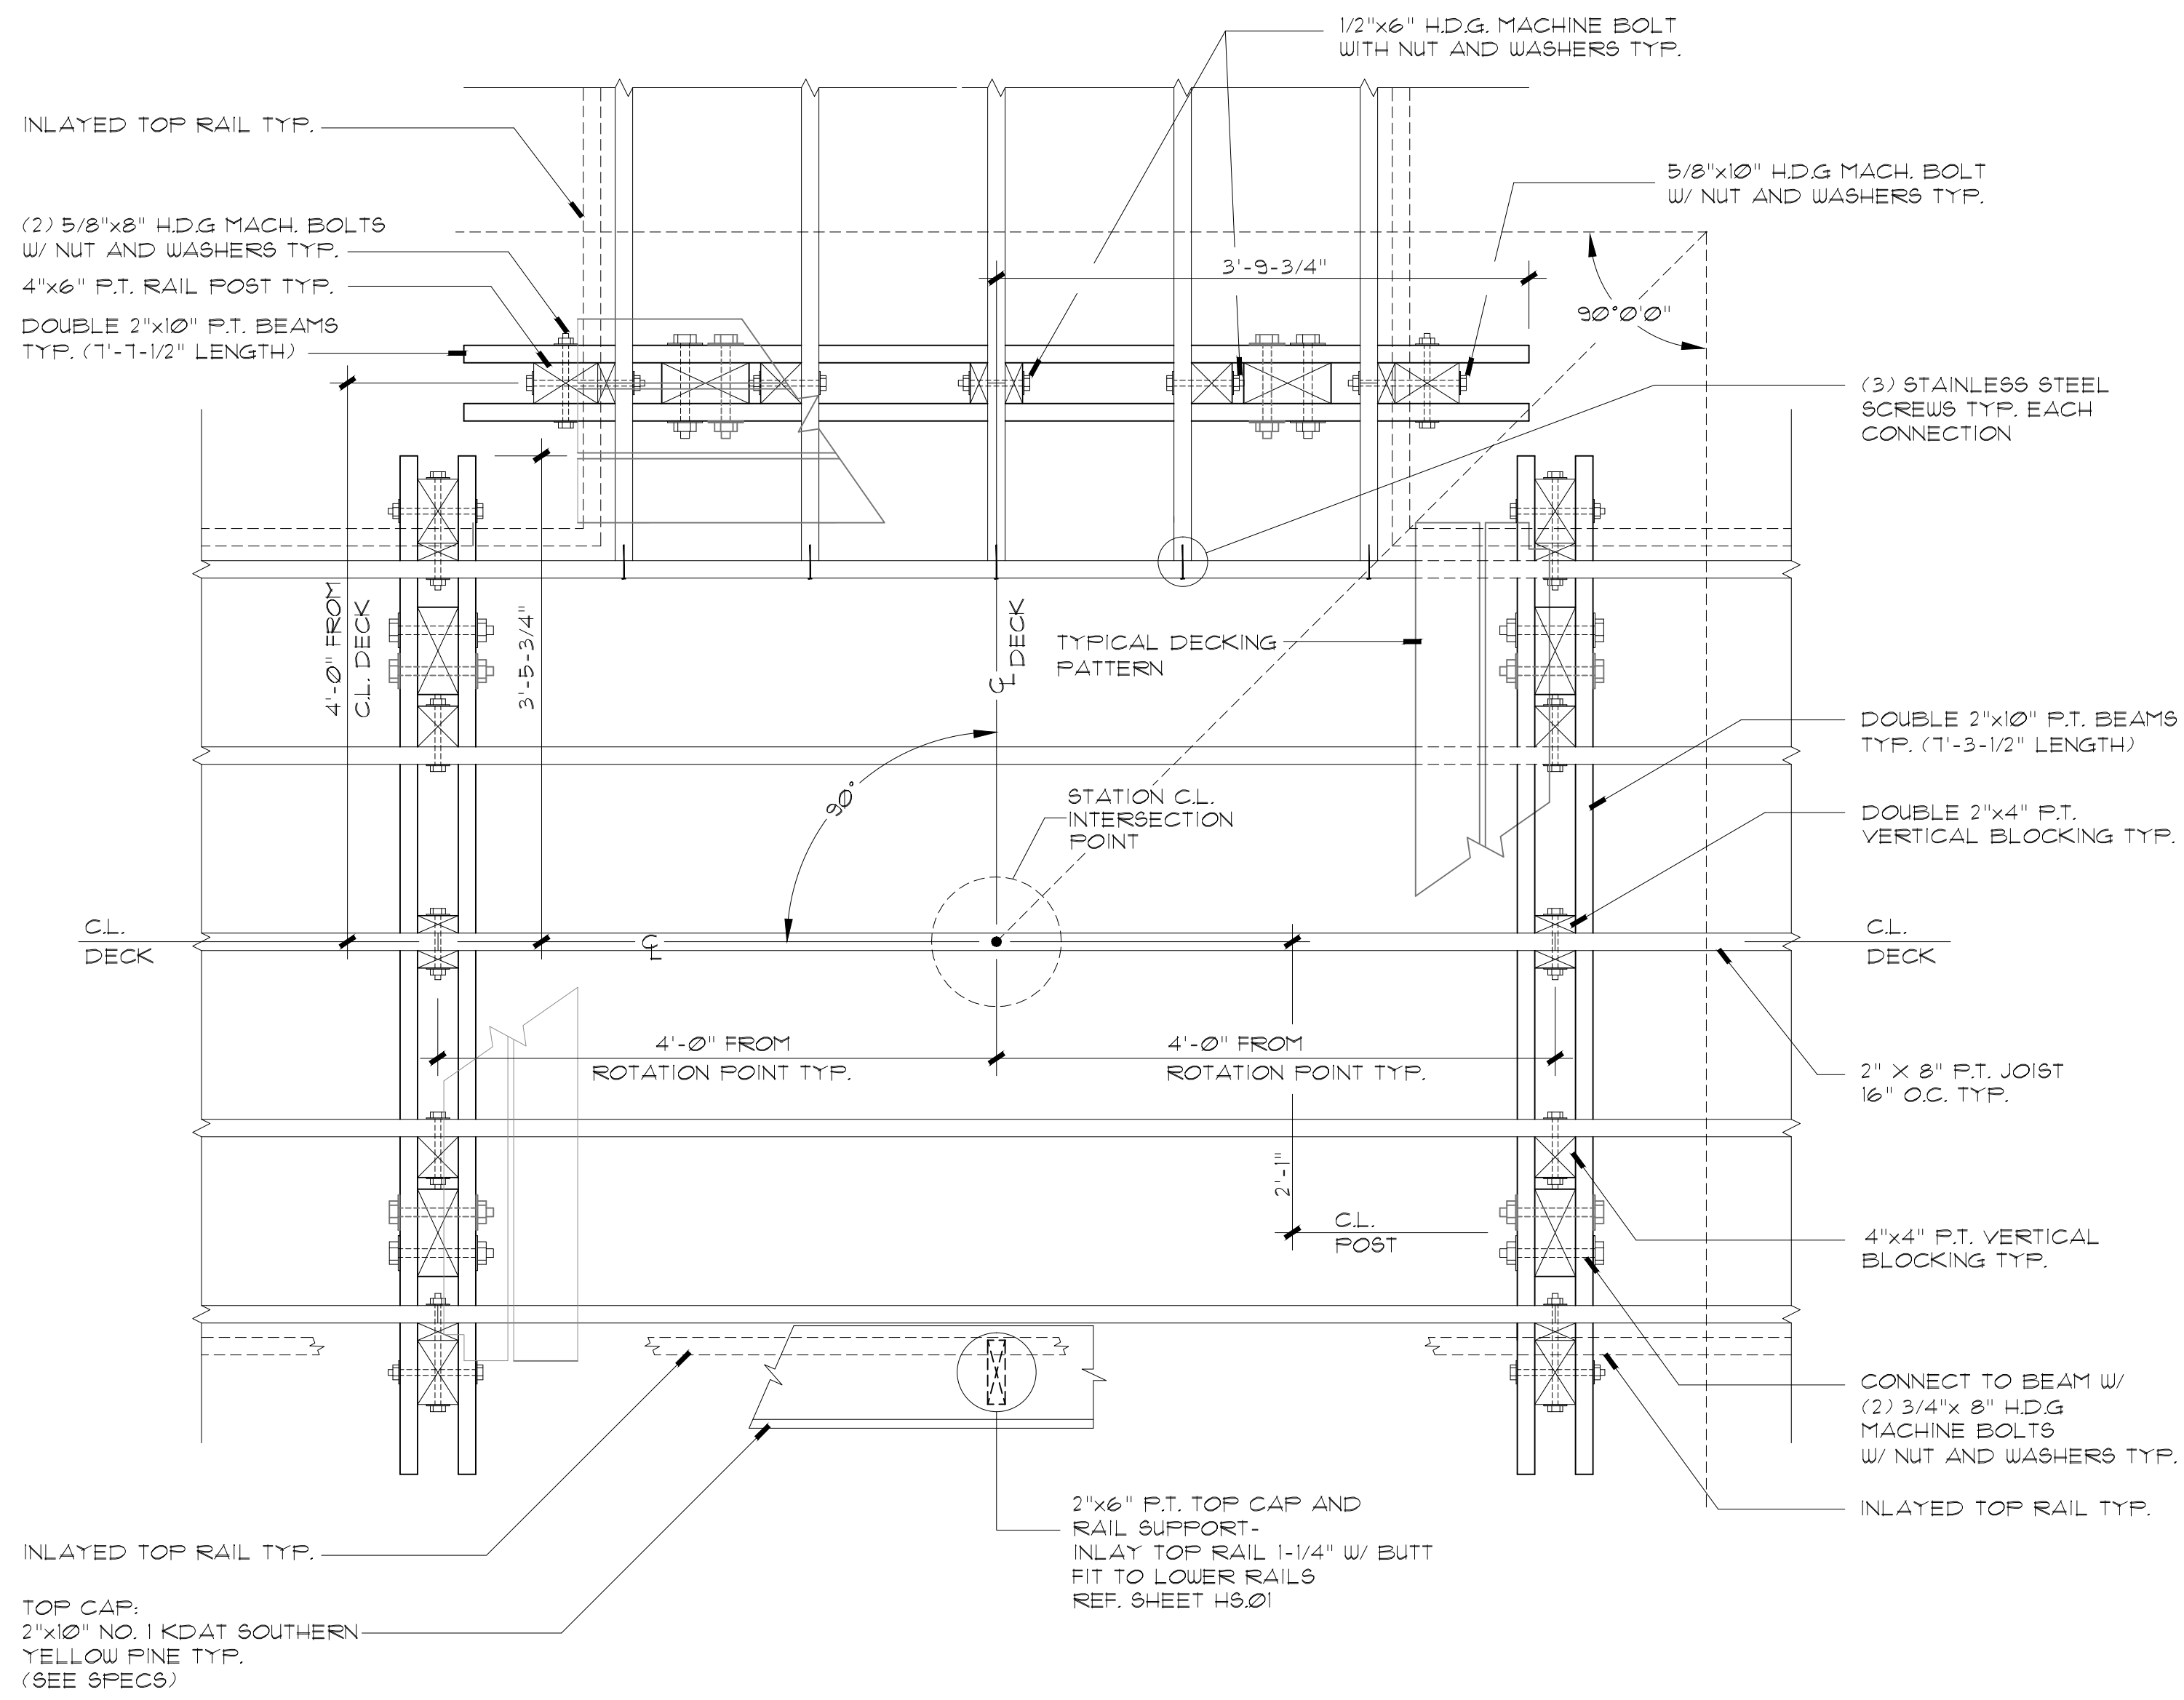 1/2"x6" H.D.G. MACHINE BOLT
WITH NUT AND WASHERS TYP.
INLAYED TOP RAIL TYP.
5/8"x10" H.D.G MACH. BOLT
W/ NUT AND WASHERS TYP.
(2) 5/8"x8" H.D.G MACH. BOLTS
W/ NUT AND WASHERS TYP.
4"x6" P.T. RAIL POST TYP.
DOUBLE 2"x10" P.T. BEAMS
TYP. (7'-7-1/2" LENGTH)
3'-9-3/4"
90°0'0"
(3) STAINLESS STEEL
SCREWS TYP. EACH
CONNECTION
4'-0" FROM
C.L. DECK
3'-5-3/4"
CL
DECK
TYPICAL DECKING
PATTERN
90°
STATION C.L.
INTERSECTION
POINT
DOUBLE 2"x10" P.T. BEAMS
TYP. (7'-3-1/2" LENGTH)
DOUBLE 2"x4" P.T.
VERTICAL BLOCKING TYP.
C.L.
DECK
CL
C.L.
DECK
4'-0" FROM
ROTATION POINT TYP.
4'-0" FROM
ROTATION POINT TYP.
2" X 8" P.T. JOIST
16" O.C. TYP.
2'-1"
C.L.
POST
4"x4" P.T. VERTICAL
BLOCKING TYP.
CONNECT TO BEAM W/
(2) 3/4"x 8" H.D.G
MACHINE BOLTS
W/ NUT AND WASHERS TYP.
INLAYED TOP RAIL TYP.
2"x6" P.T. TOP CAP AND
RAIL SUPPORT-
INLAY TOP RAIL 1-1/4" W/ BUTT
FIT TO LOWER RAILS
REF. SHEET HS.01
INLAYED TOP RAIL TYP.
TOP CAP:
2"x10" NO. 1 KDAT SOUTHERN
YELLOW PINE TYP.
(SEE SPECS)